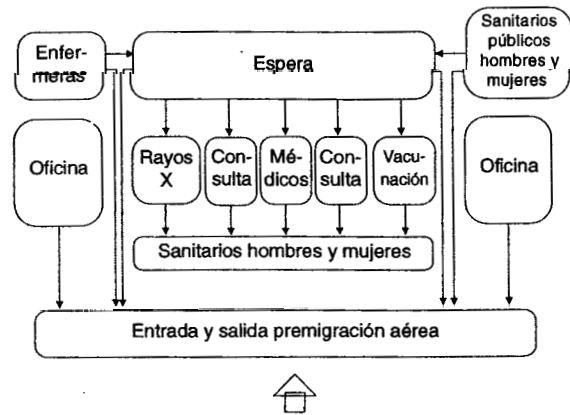 Enfer-
meras
Espera
Sanitarios
públicos
hombres y
mujeres
Oficina
Rayos
X
Con-
sulta
Mé-
dicos
Con-
sulta
Vacu-
nación
Oficina
Sanitarios hombres y mujeres
Entrada y salida premigración aérea